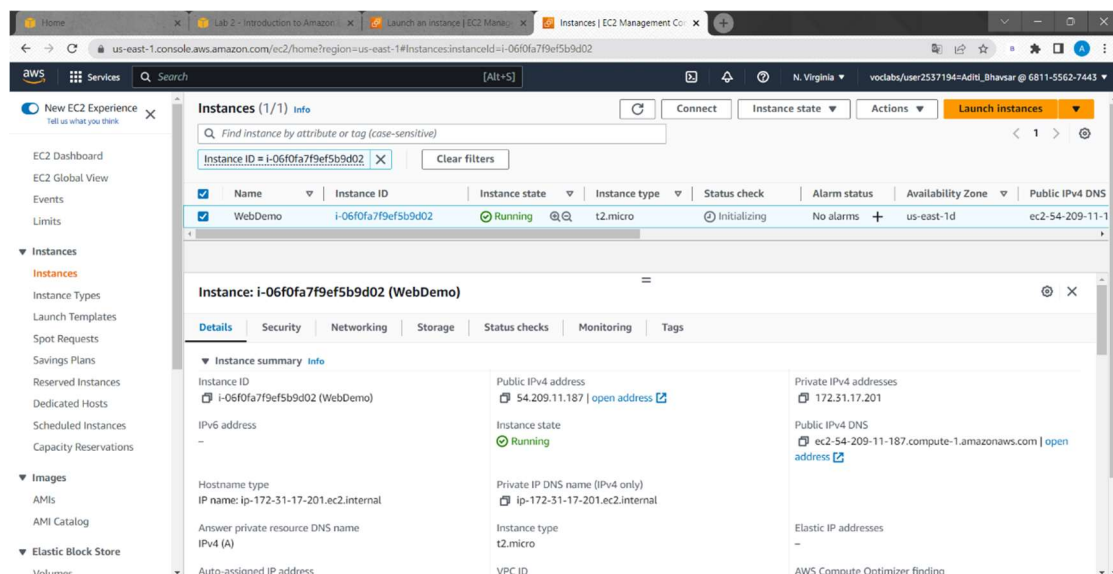 Home
Lab 2 - Introduction to Amazon
Launch an instance | EC2 Manag
Instances | EC2 Management Con
us-east-1.console.aws.amazon.com/ec2/home?region=us-east-1#Instances:instanceId=i-06f0fa7f9ef5b9d02
aws
Services
Search
[Alt+S]
N. Virginia
voclabs/user2537194=Aditi_Bhavsar @ 6811-5562-7443
New EC2 Experience
Tell us what you think
EC2 Dashboard
EC2 Global View
Events
Limits
Instances
Instances
Instance Types
Launch Templates
Spot Requests
Savings Plans
Reserved Instances
Dedicated Hosts
Scheduled Instances
Capacity Reservations
Images
AMIs
AMI Catalog
Elastic Block Store
Volumes
Instances (1/1) Info
Connect
Instance state
Actions
Launch instances
Find instance by attribute or tag (case-sensitive)
1
Instance ID = i-06f0fa7f9ef5b9d02
Clear filters
Name Instance ID Instance state Instance type Status check Alarm status Availability Zone Public IPv4 DNS
WebDemo i-06f0fa7f9ef5b9d02 Running t2.micro Initializing No alarms + us-east-1d ec2-54-209-11-1
Instance: i-06f0fa7f9ef5b9d02 (WebDemo)
Details Security Networking Storage Status checks Monitoring Tags
Instance summary Info
Instance ID
i-06f0fa7f9ef5b9d02 (WebDemo)
Public IPv4 address
54.209.11.187 | open address
Private IPv4 addresses
172.31.17.201
IPv6 address
–
Instance state
Running
Public IPv4 DNS
ec2-54-209-11-187.compute-1.amazonaws.com | open
address
Hostname type
IP name: ip-172-31-17-201.ec2.internal
Private IP DNS name (IPv4 only)
ip-172-31-17-201.ec2.internal
Answer private resource DNS name
IPv4 (A)
Instance type
t2.micro
Elastic IP addresses
–
Auto-assigned IP address
VPC ID
AWS Compute Optimizer finding